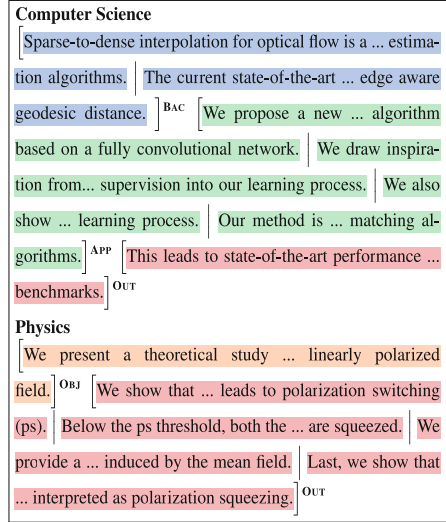 Computer Science
[Sparse-to-dense interpolation for optical flow is a ... estima-
tion algorithms. | The current state-of-the-art ... edge aware
geodesic distance. ]BAC [We propose a new ... algorithm
based on a fully convolutional network. | We draw inspira-
tion from... supervision into our learning process. | We also
show ... learning process. | Our method is ... matching al-
gorithms.]APP [This leads to state-of-the-art performance ...
benchmarks.]OUT
Physics
[We present a theoretical study ... linearly polarized
field.]OBJ [We show that ... leads to polarization switching
(ps). | Below the ps threshold, both the ... are squeezed. | We
provide a ... induced by the mean field. | Last, we show that
... interpreted as polarization squeezing.]OUT